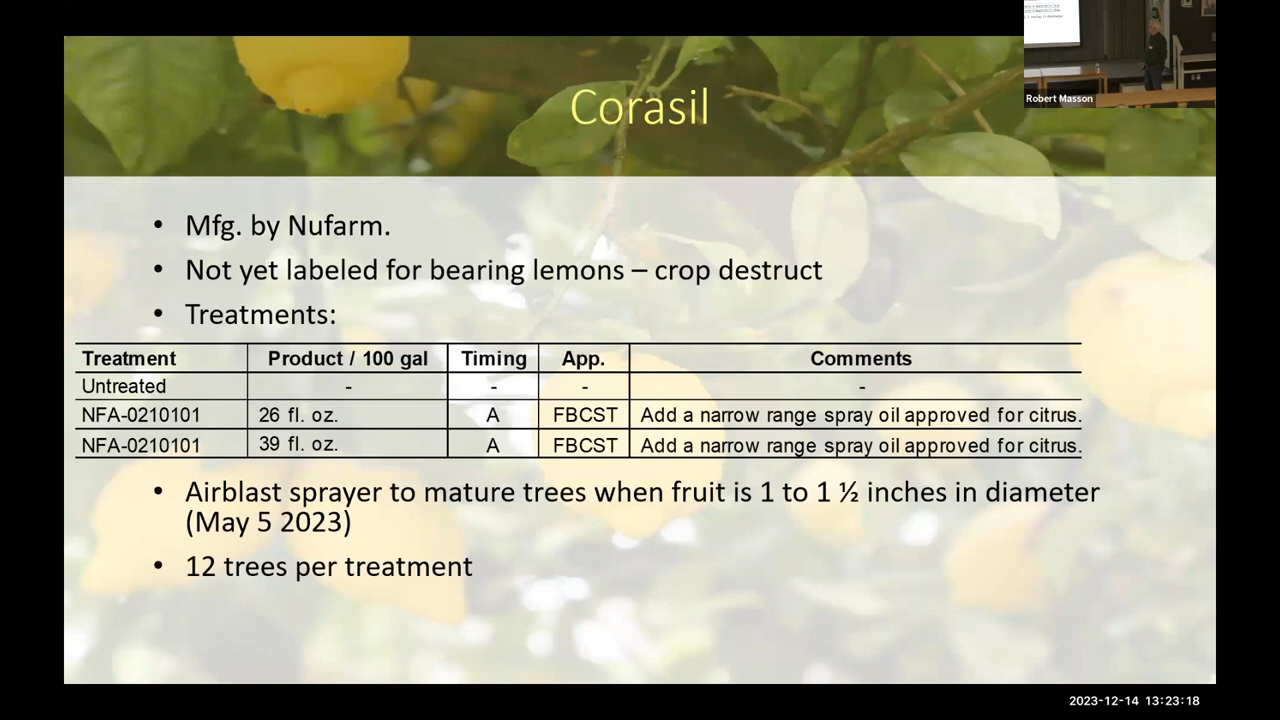 Corasil
Robert Masson
• Mfg. by Nufarm.
• Not yet labeled for bearing lemons – crop destruct
• Treatments:
Treatment Product / 100 gal Timing App. Comments
Untreated - - - -
NFA-0210101 26 fl. oz. A FBCST Add a narrow range spray oil approved for citrus.
NFA-0210101 39 fl. oz. A FBCST Add a narrow range spray oil approved for citrus.
• Airblast sprayer to mature trees when fruit is 1 to 1 ½ inches in diameter
(May 5 2023)
• 12 trees per treatment
2023-12-14 13:23:18